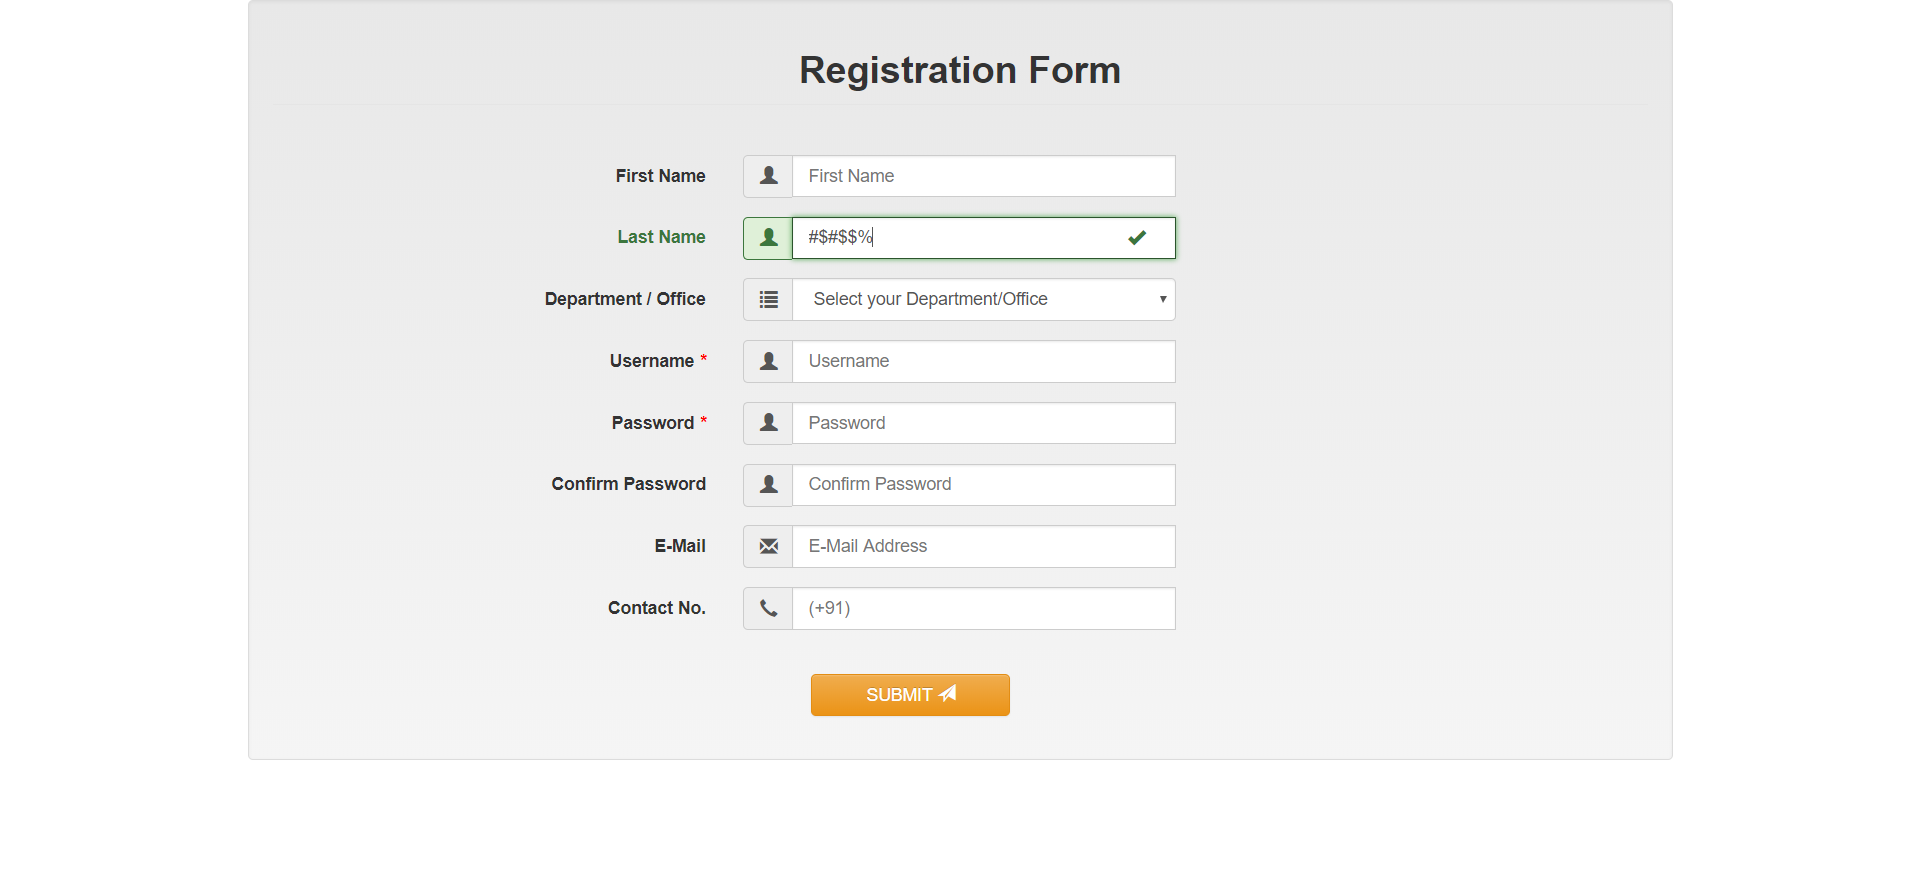 Registration Form
First Name First Name
Last Name #$#$$%
Department / Office Select your Department/Office
Username * Username
Password * Password
Confirm Password Confirm Password
E-Mail E-Mail Address
Contact No. (+91)
SUBMIT